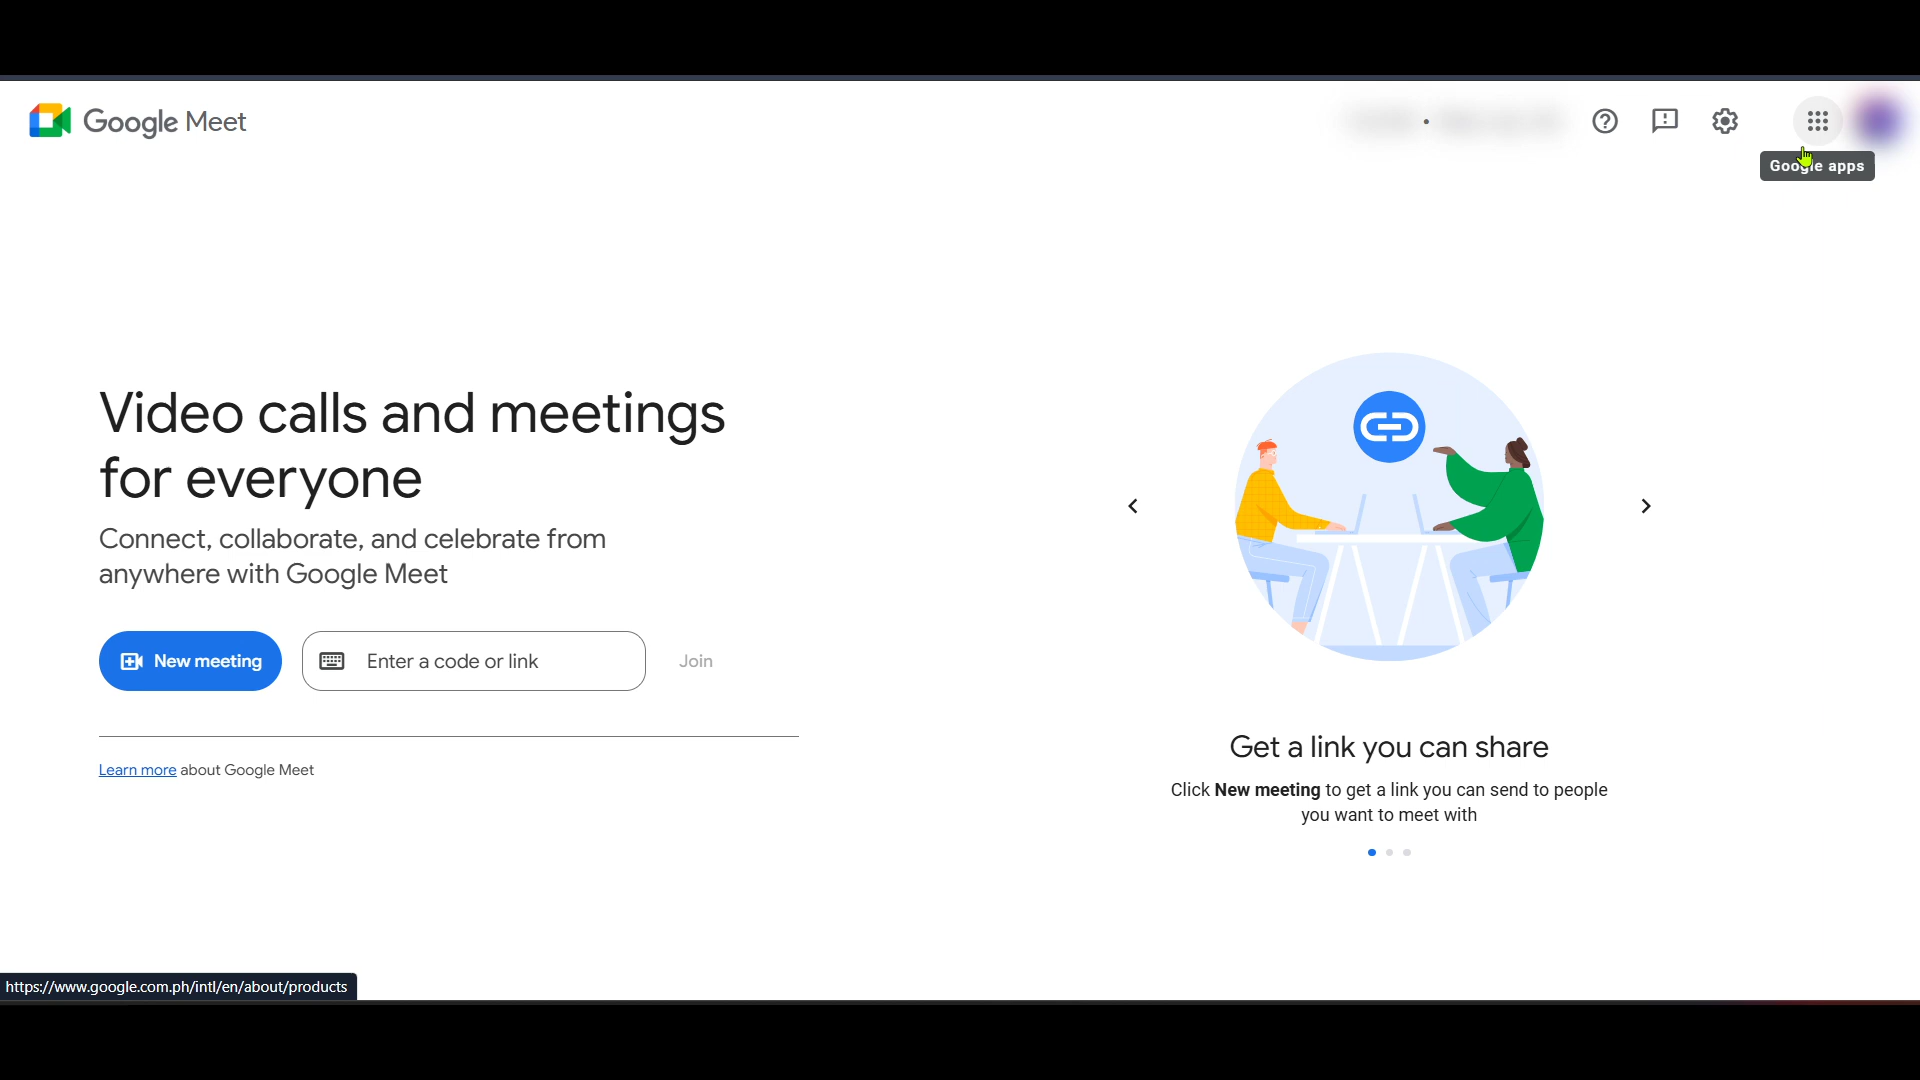 Google Meet
Google apps
Video calls and meetings
for everyone
Connect, collaborate, and celebrate from
anywhere with Google Meet
New meeting
Enter a code or link
Join
Learn more about Google Meet
Get a link you can share
Click New meeting to get a link you can send to people
you want to meet with
https://www.google.com.ph/intl/en/about/products